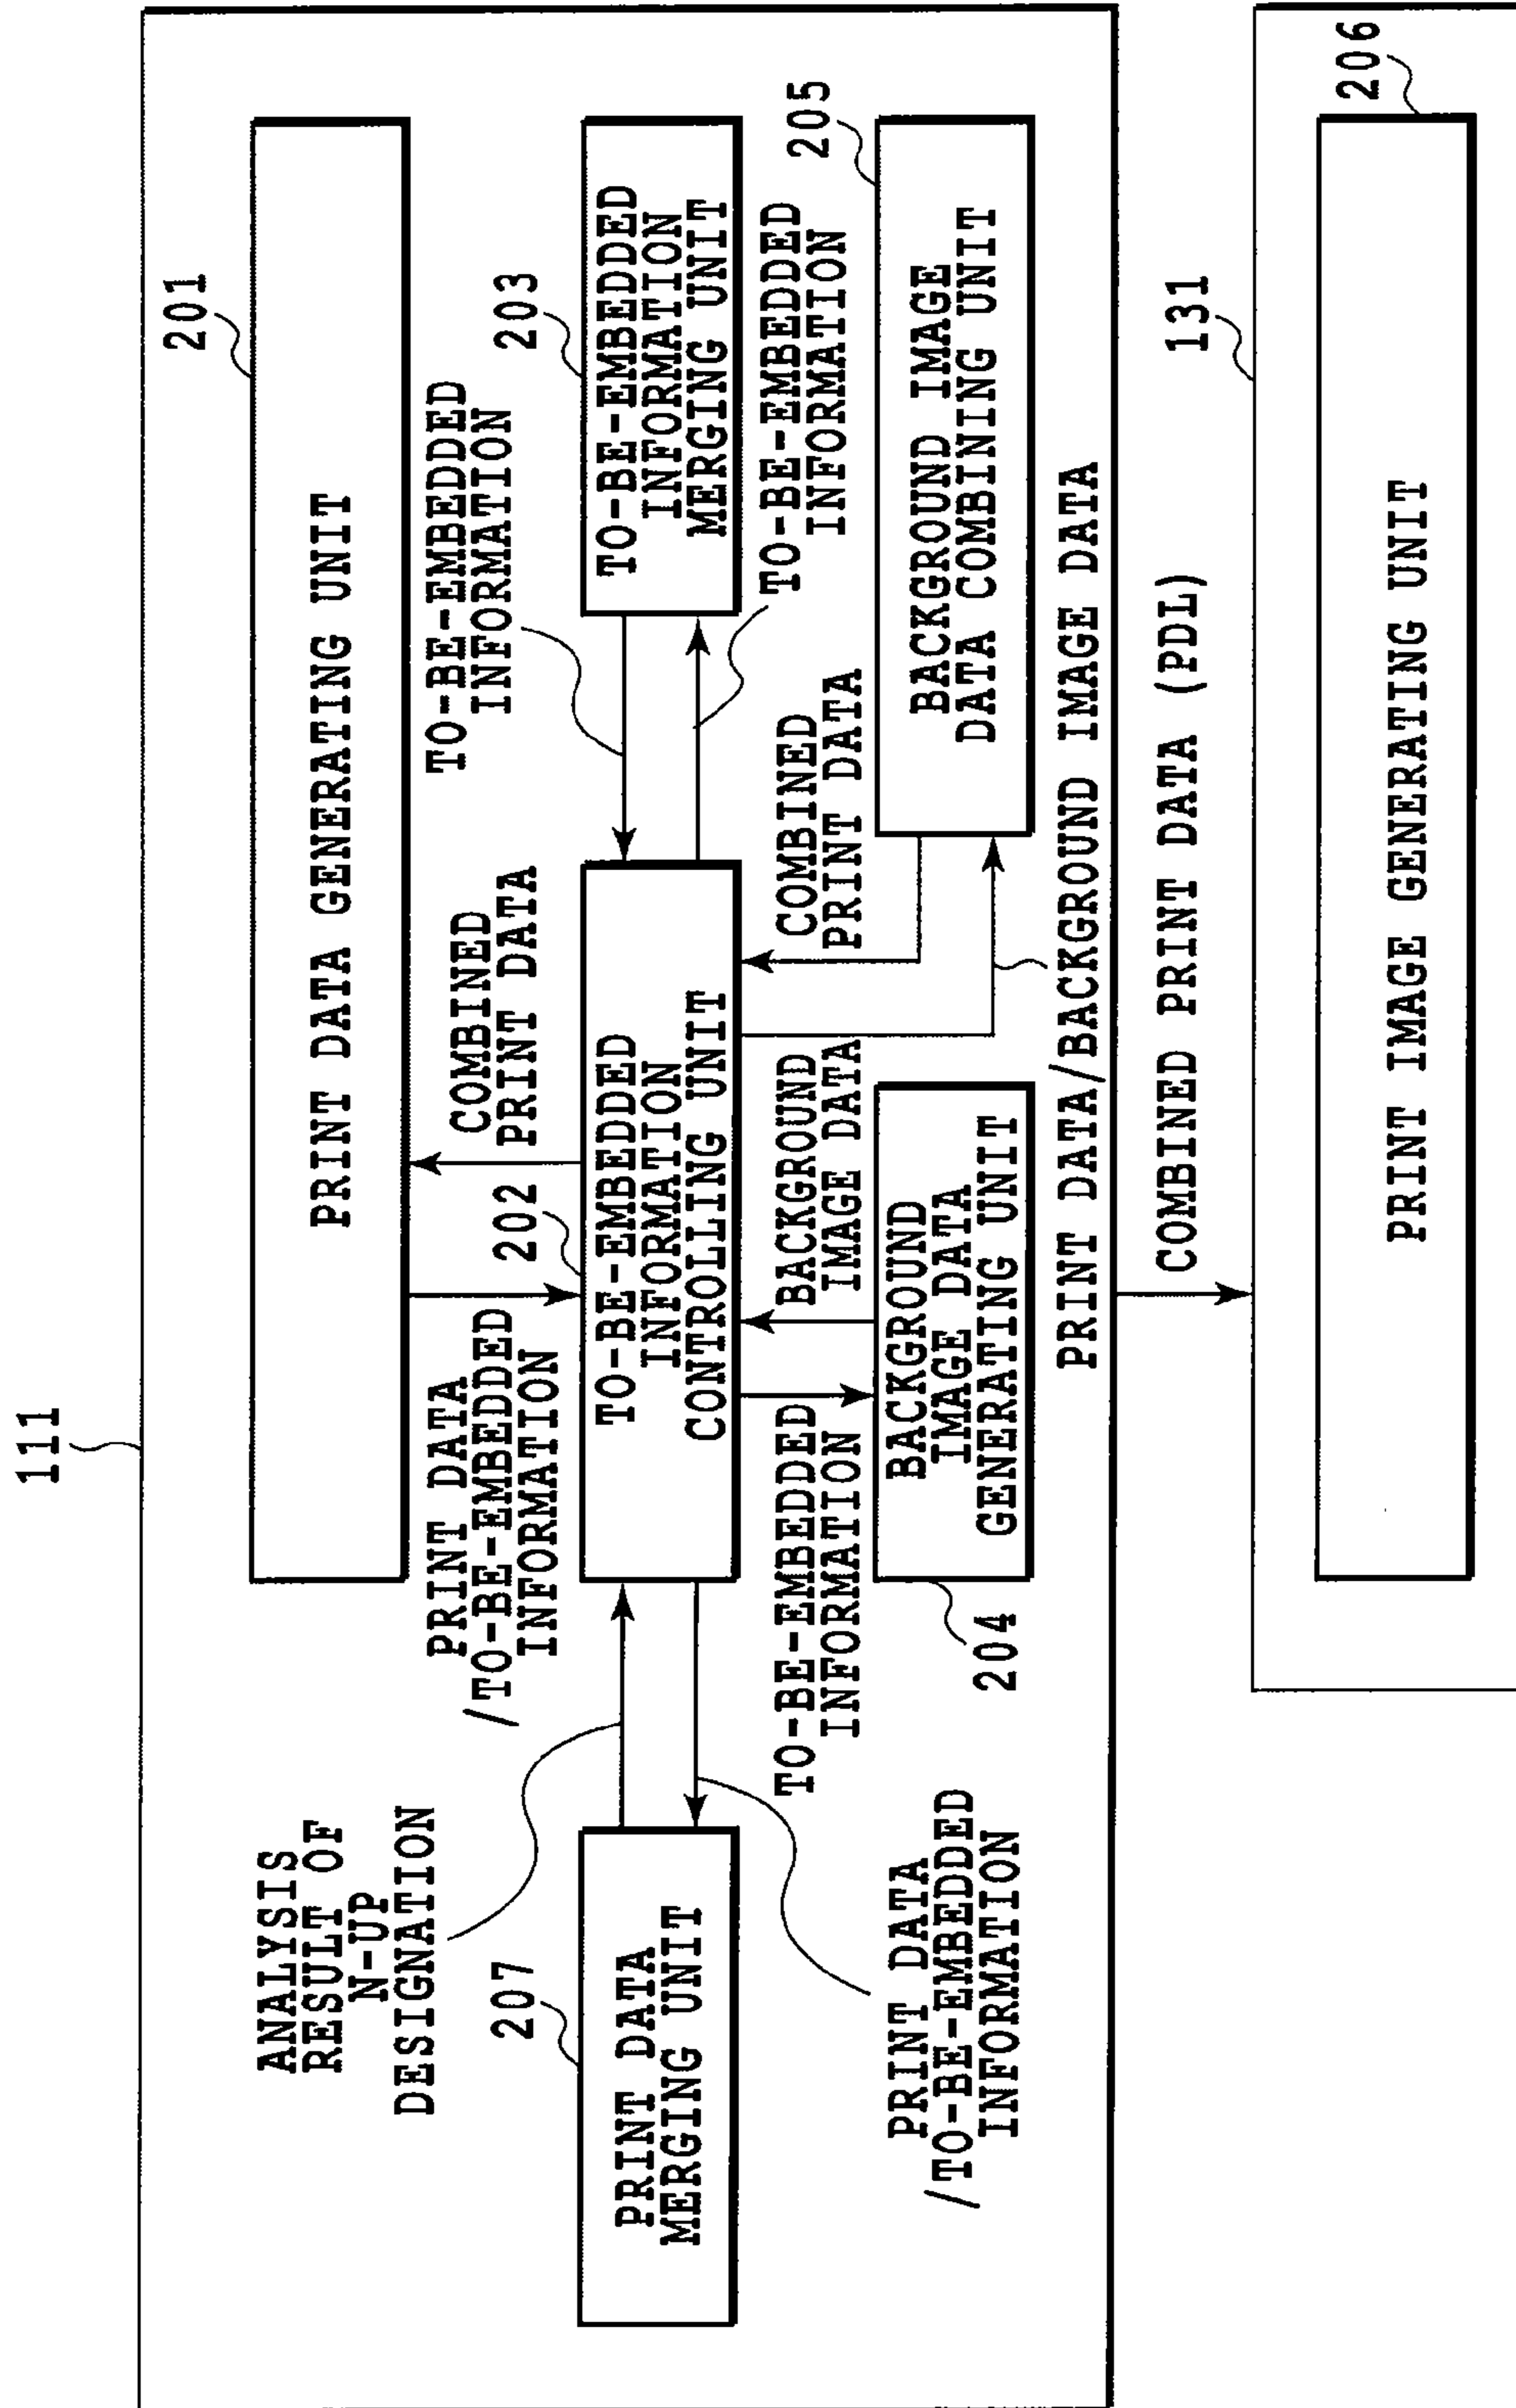 111
201
PRINT DATA GENERATING UNIT
ANALYSIS
RESULT OF
N-UP
DESIGNATION
PRINT DATA
/TO-BE-EMBEDDED
INFORMATION
COMBINED
PRINT DATA
TO-BE-EMBEDDED
INFORMATION
207
202
203
PRINT DATA
MERGING UNIT
TO-BE-EMBEDDED
INFORMATION
CONTROLLING UNIT
TO-BE-EMBEDDED
INFORMATION
MERGING UNIT
PRINT DATA
/TO-BE-EMBEDDED
INFORMATION
TO-BE-EMBEDDED
INFORMATION
BACKGROUND
IMAGE DATA
COMBINED
PRINT DATA
TO-BE-EMBEDDED
INFORMATION
205
204
BACKGROUND
IMAGE DATA
GENERATING UNIT
BACKGROUND IMAGE
DATA COMBINING UNIT
PRINT DATA/BACKGROUND IMAGE DATA
COMBINED PRINT DATA (PDL)
131
206
PRINT IMAGE GENERATING UNIT